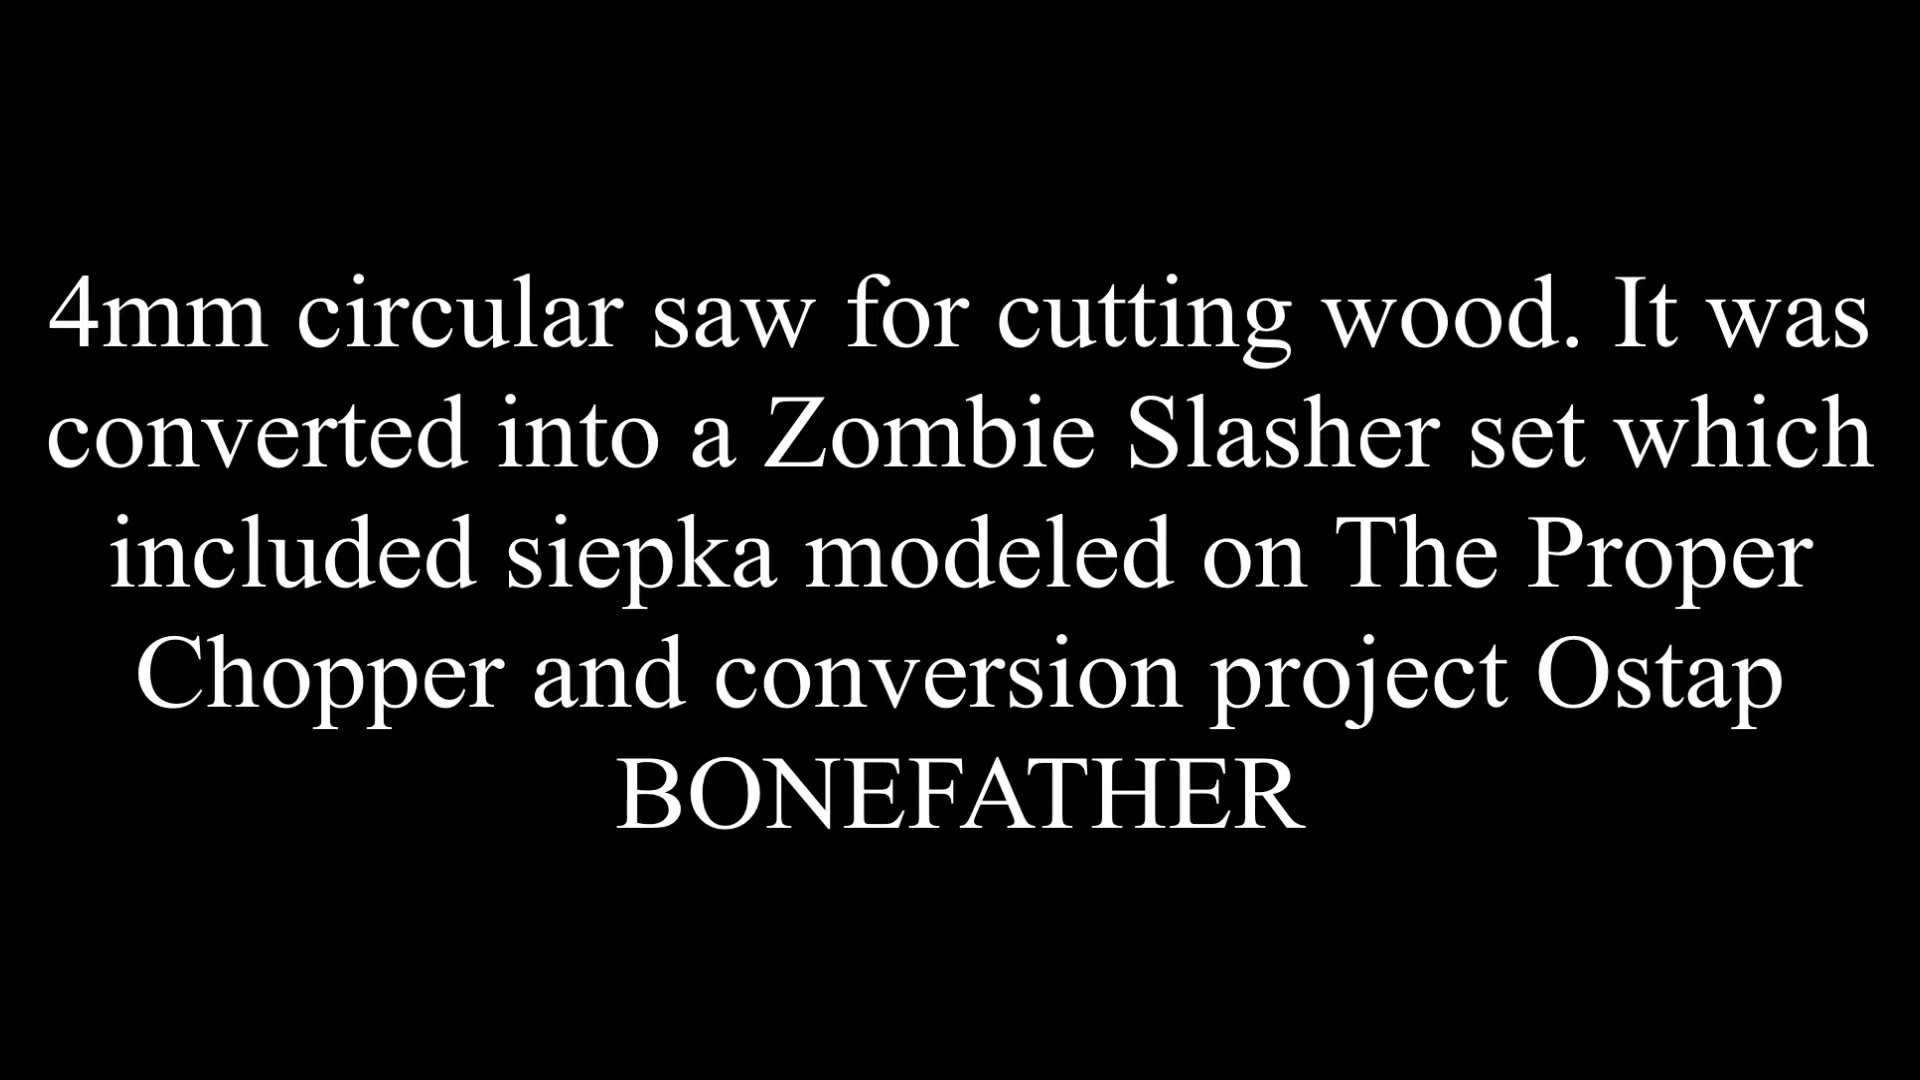 4mm circular saw for cutting wood. It was
converted into a Zombie Slasher set which
included siepka modeled on The Proper
Chopper and conversion project Ostap
BONEFATHER